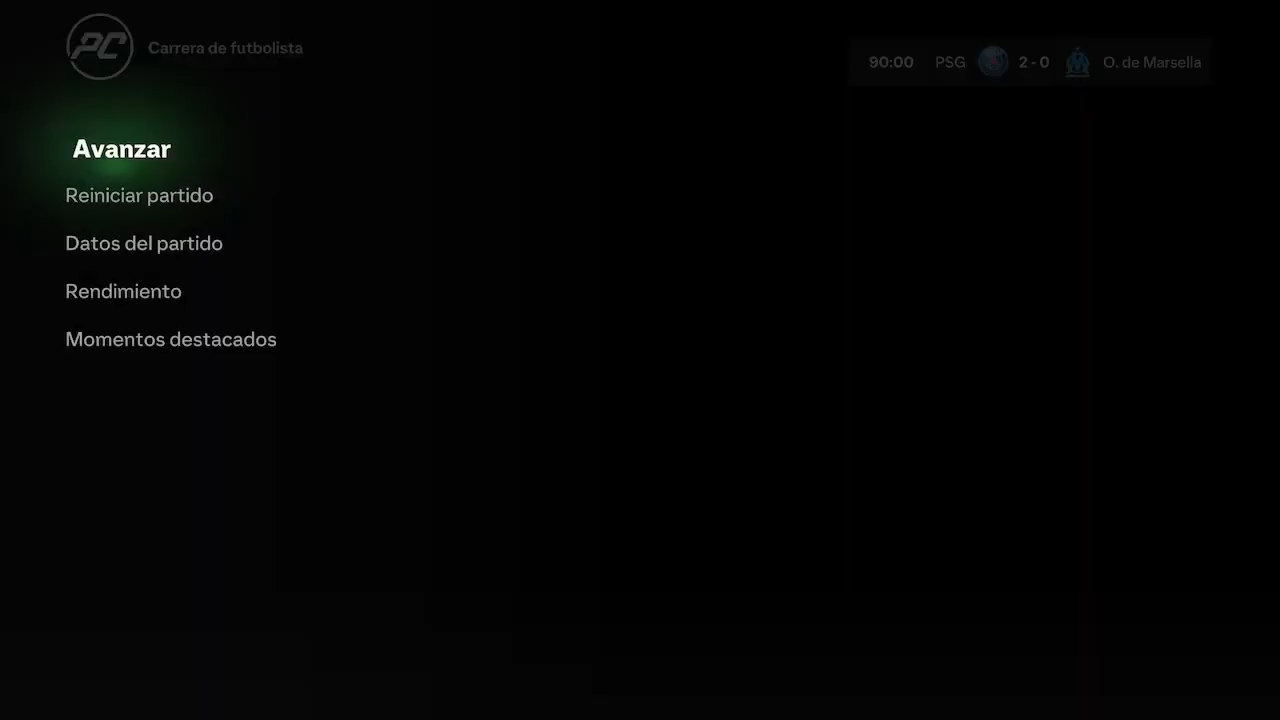 PC Carrera de futbolista
90:00 PSG 2 - 0 O. de Marsella
Avanzar
Reiniciar partido
Datos del partido
Rendimiento
Momentos destacados